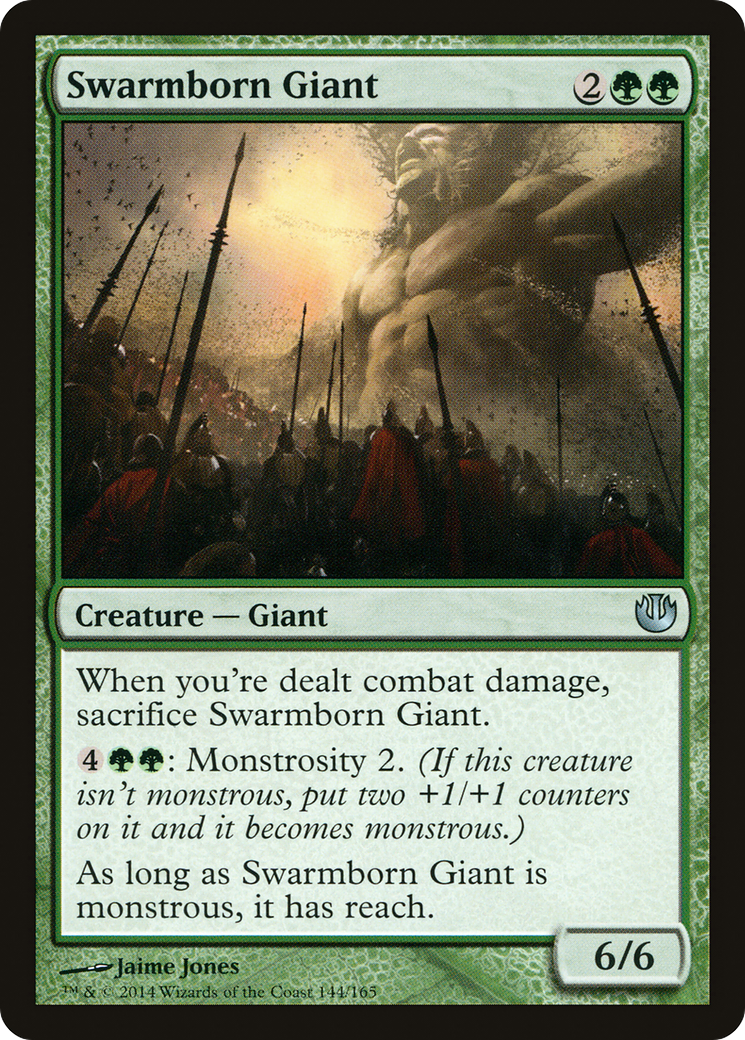 Swarmborn Giant 2
Creature — Giant
When you're dealt combat damage,
sacrifice Swarmborn Giant.
4: Monstrosity 2. (If this creature
isn't monstrous, put two +1/+1 counters
on it and it becomes monstrous.)
As long as Swarmborn Giant is
monstrous, it has reach.
6/6
Jaime Jones
™ & © 2014 Wizards of the Coast 144/165